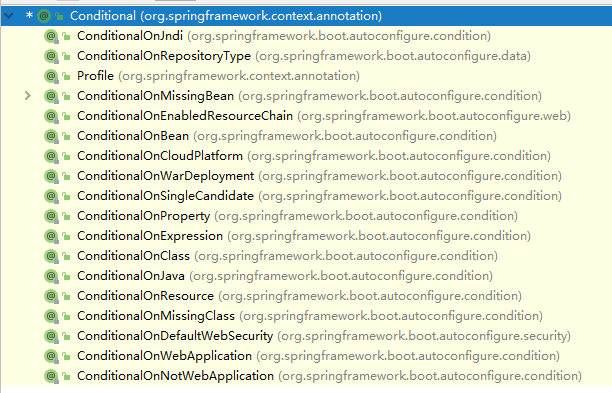 * @ Conditional (org.springframework.context.annotation)
@ ConditionalOnJndi (org.springframework.boot.autoconfigure.condition)
@ ConditionalOnRepositoryType (org.springframework.boot.autoconfigure.data)
@ Profile (org.springframework.context.annotation)
@ ConditionalOnMissingBean (org.springframework.boot.autoconfigure.condition)
@ ConditionalOnEnabledResourceChain (org.springframework.boot.autoconfigure.web)
@ ConditionalOnBean (org.springframework.boot.autoconfigure.condition)
@ ConditionalOnCloudPlatform (org.springframework.boot.autoconfigure.condition)
@ ConditionalOnWarDeployment (org.springframework.boot.autoconfigure.condition)
@ ConditionalOnSingleCandidate (org.springframework.boot.autoconfigure.condition)
@ ConditionalOnProperty (org.springframework.boot.autoconfigure.condition)
@ ConditionalOnExpression (org.springframework.boot.autoconfigure.condition)
@ ConditionalOnClass (org.springframework.boot.autoconfigure.condition)
@ ConditionalOnJava (org.springframework.boot.autoconfigure.condition)
@ ConditionalOnResource (org.springframework.boot.autoconfigure.condition)
@ ConditionalOnMissingClass (org.springframework.boot.autoconfigure.condition)
@ ConditionalOnDefaultWebSecurity (org.springframework.boot.autoconfigure.security)
@ ConditionalOnWebApplication (org.springframework.boot.autoconfigure.condition)
@ ConditionalOnNotWebApplication (org.springframework.boot.autoconfigure.condition)